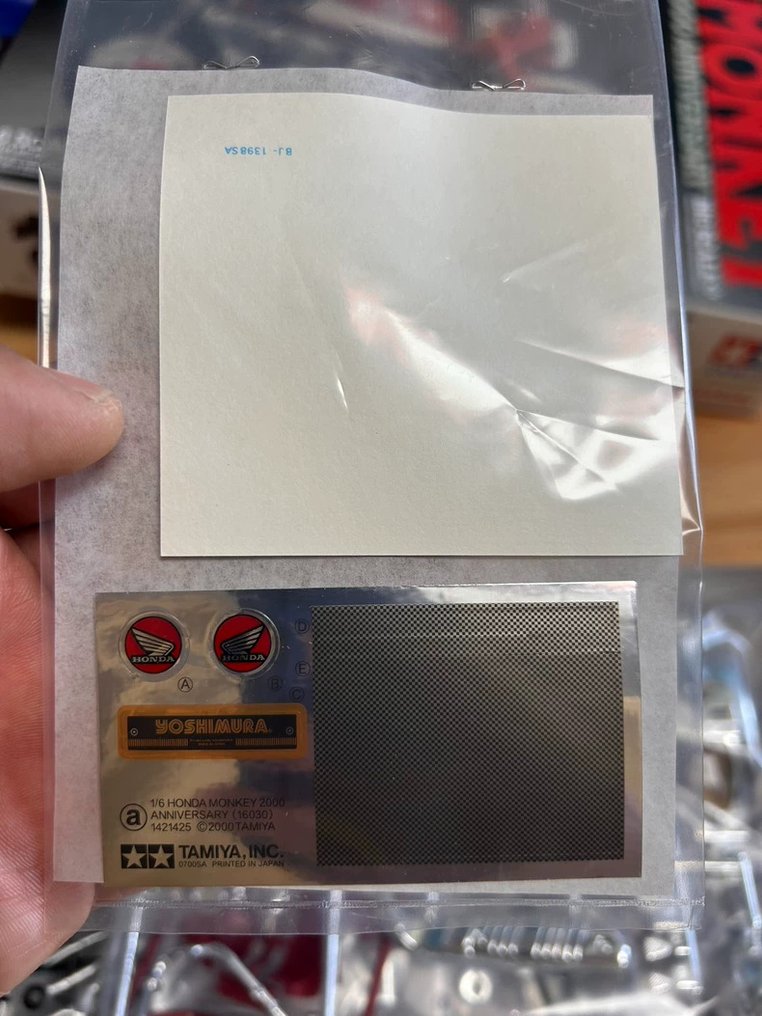 BJ - 1398SA
HORNET
D
HONDA HONDA
E
A B
C
YOSHIMURA
a
1/6 HONDA MONKEY 2000
ANNIVERSARY (16030)
1421425 ©2000 TAMIYA
TAMIYA, INC.
0700SA PRINTED IN JAPAN